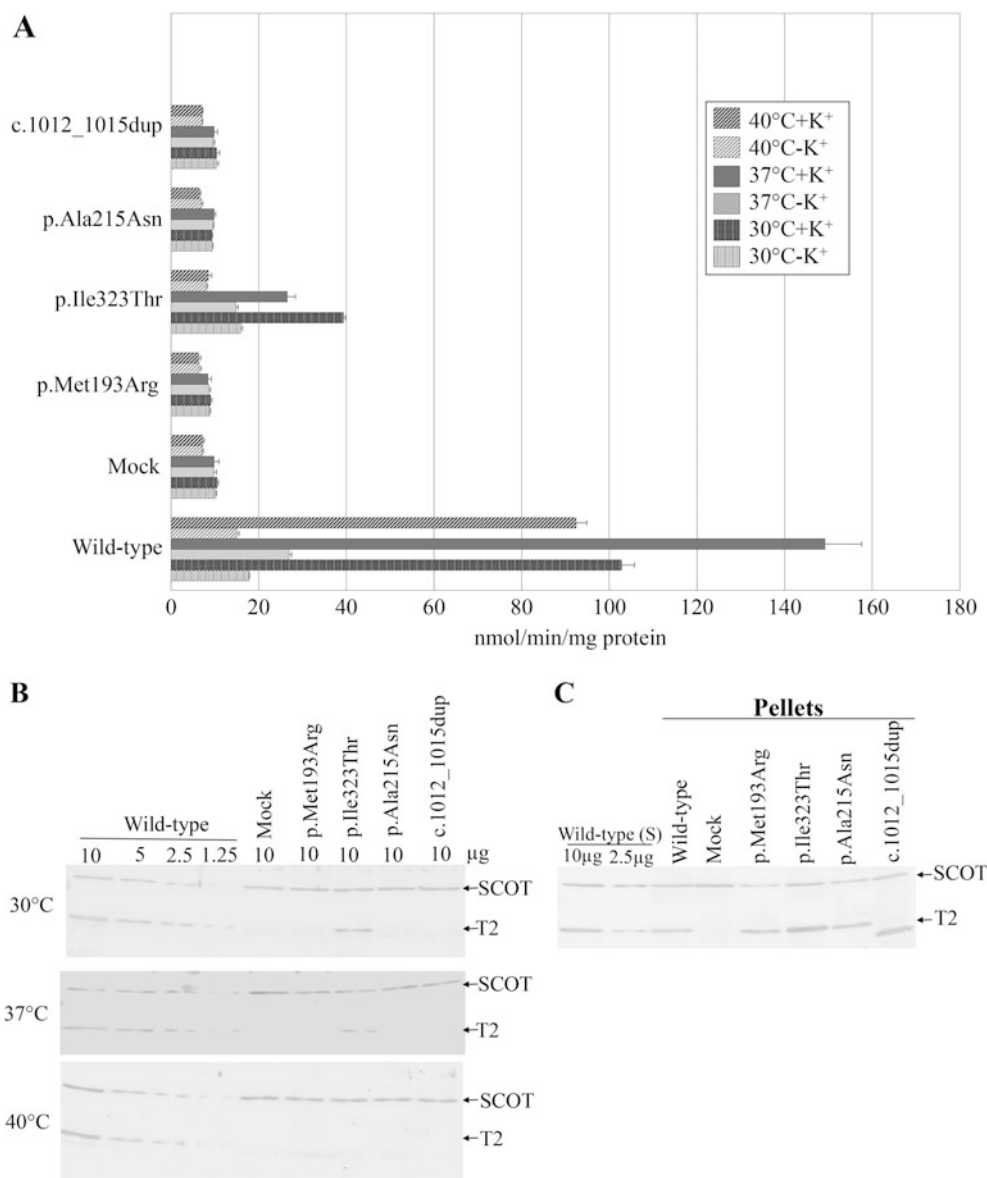 A
c.1012_1015dup
p.Ala215Asn
p.Ile323Thr
p.Met193Arg
Mock
Wild-type
40°C+K⁺
40°C-K⁺
37°C+K⁺
37°C-K⁺
30°C+K⁺
30°C-K⁺
0 20 40 60 80 100 120 140 160 180
nmol/min/mg protein
B
Wild-type
Mock
p.Met193Arg
p.Ile323Thr
p.Ala215Asn
c.1012_1015dup
10 5 2.5 1.25 10 10 10 10 10 μg
30°C
SCOT
T2
37°C
SCOT
T2
40°C
SCOT
T2
C
Pellets
Wild-type (S)
10μg 2.5μg
Wild-type
Mock
p.Met193Arg
p.Ile323Thr
p.Ala215Asn
c.1012_1015dup
SCOT
T2